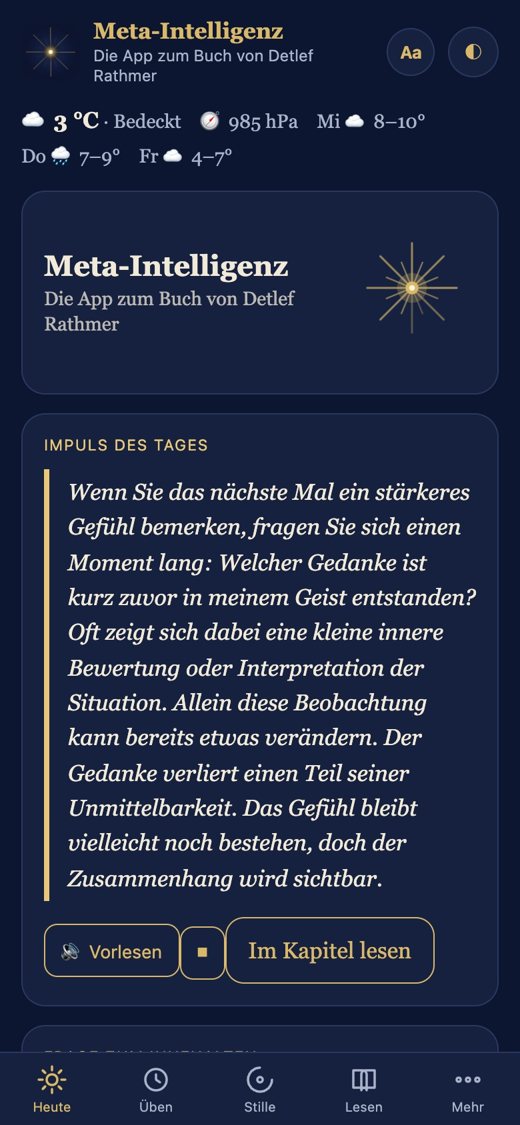 Meta-Intelligenz
Die App zum Buch von Detlef
Rathmer
Aa
3 °C · Bedeckt 985 hPa Mi 8–10°
Do 7–9° Fr 4–7°
Meta-Intelligenz
Die App zum Buch von Detlef
Rathmer
IMPULS DES TAGES
Wenn Sie das nächste Mal ein stärkeres
Gefühl bemerken, fragen Sie sich einen
Moment lang: Welcher Gedanke ist
kurz zuvor in meinem Geist entstanden?
Oft zeigt sich dabei eine kleine innere
Bewertung oder Interpretation der
Situation. Allein diese Beobachtung
kann bereits etwas verändern. Der
Gedanke verliert einen Teil seiner
Unmittelbarkeit. Das Gefühl bleibt
vielleicht noch bestehen, doch der
Zusammenhang wird sichtbar.
Vorlesen
Im Kapitel lesen
Heute Üben Stille Lesen Mehr